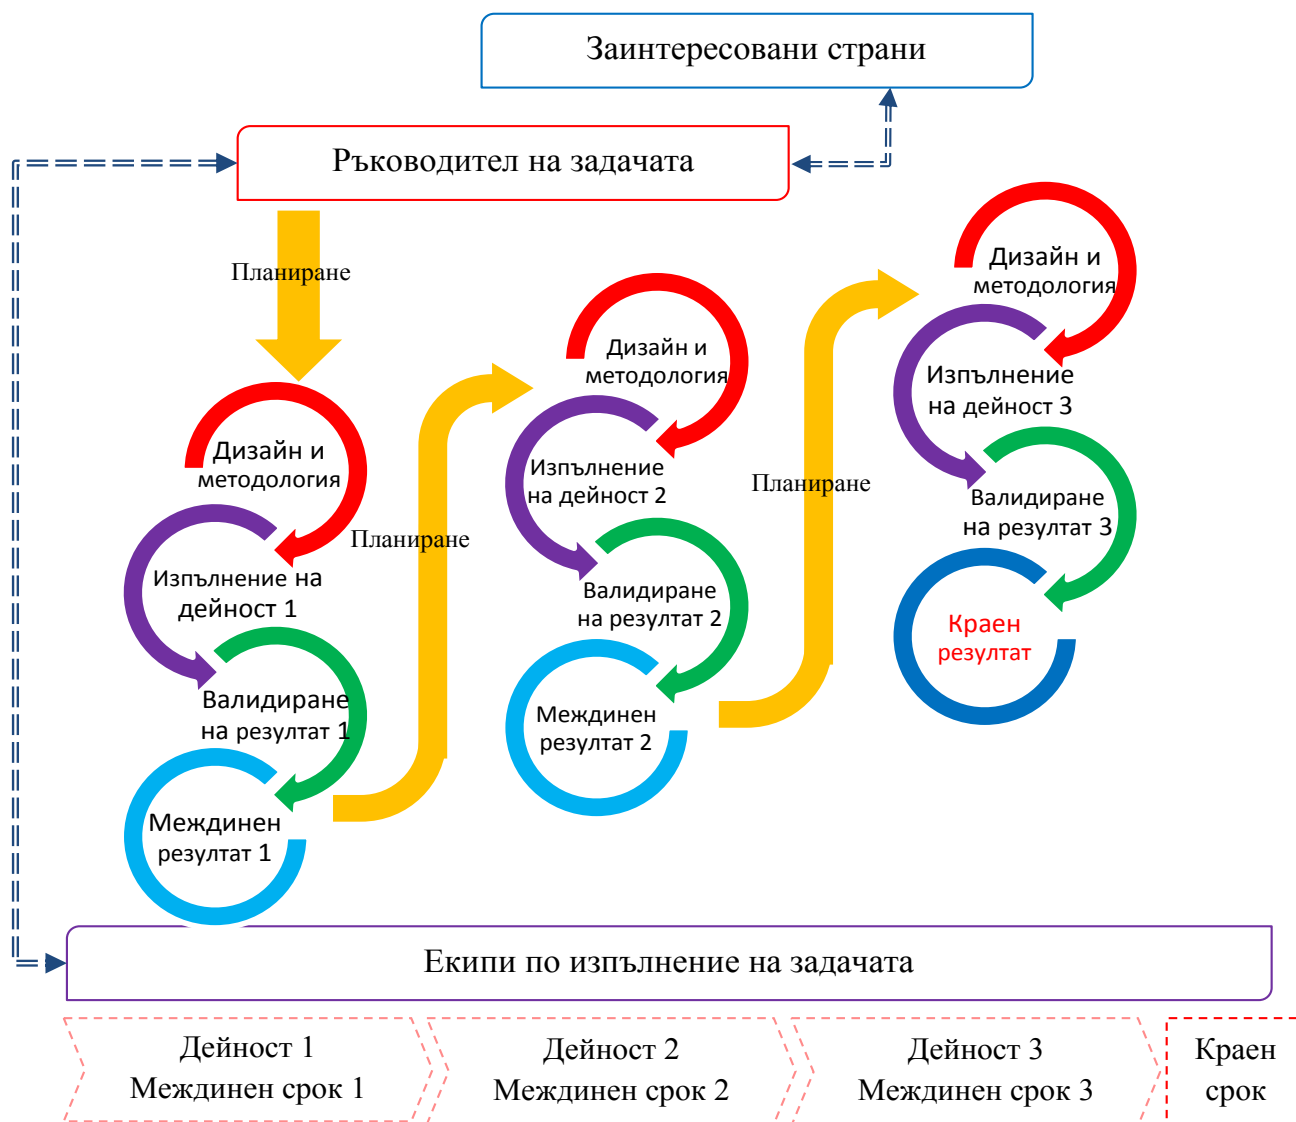 Заинтересовани страни
Ръководител на задачата
Планиране
Дизайн и
методология
Изпълнение на
дейност 1
Валидиране
на резултат 1
Междинен
резултат 1
Планиране
Дизайн и
методология
Изпълнение
на дейност 2
Валидиране
на резултат 2
Междинен
резултат 2
Планиране
Дизайн и
методология
Изпълнение
на дейност 3
Валидиране
на резултат 3
Краен
резултат
Екипи по изпълнение на задачата
Дейност 1
Междинен срок 1
Дейност 2
Междинен срок 2
Дейност 3
Междинен срок 3
Краен
срок